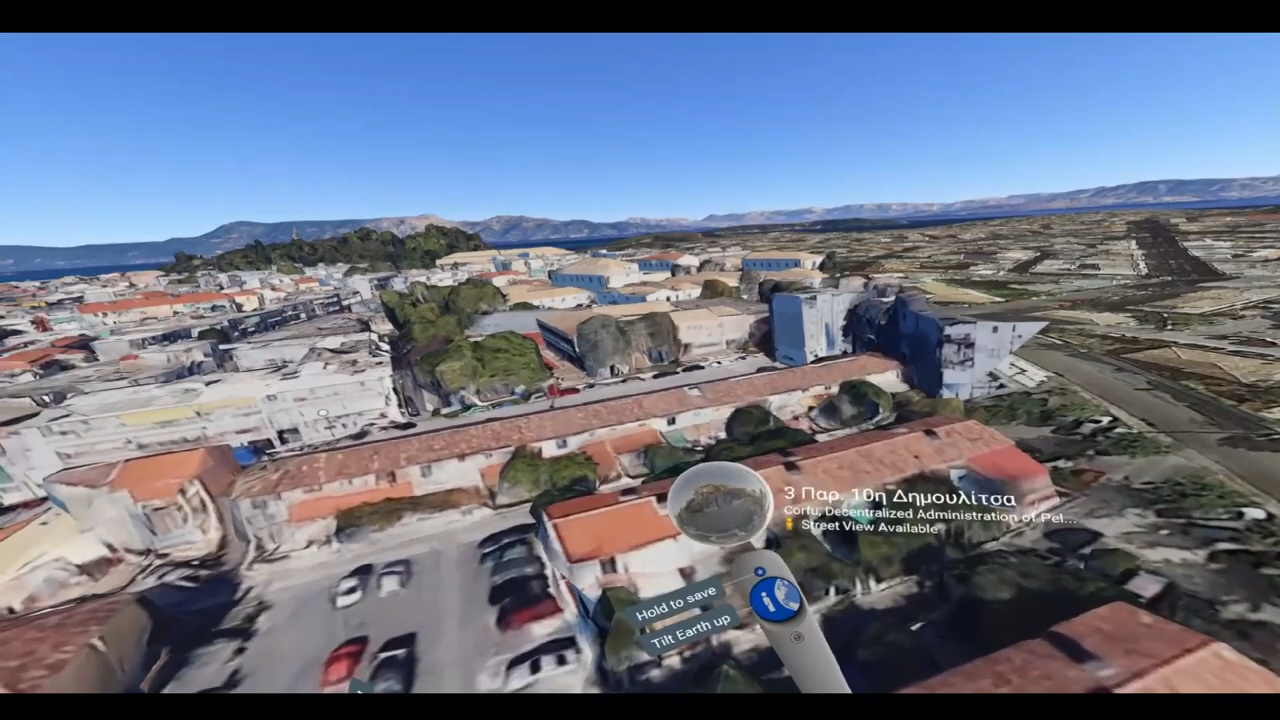 3 Παρ. 10η Δημουλίτσα
Corfu, Decentralized Administration of Pel...
Street View Available
Hold to save
Tilt Earth up